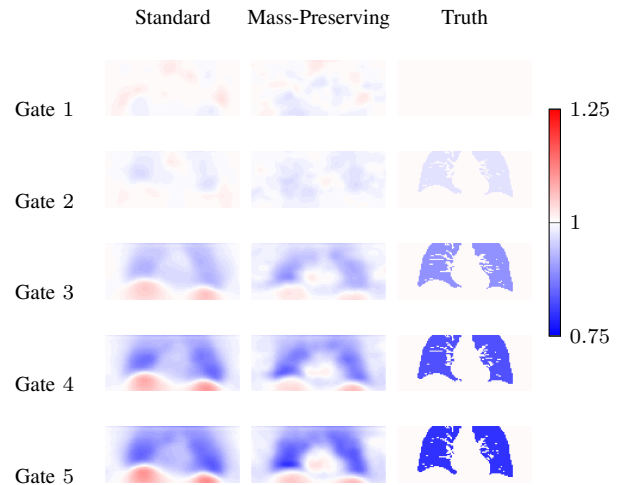 Standard Mass-Preserving Truth
Gate 1
1.25
Gate 2
1
Gate 3
0.75
Gate 4
Gate 5